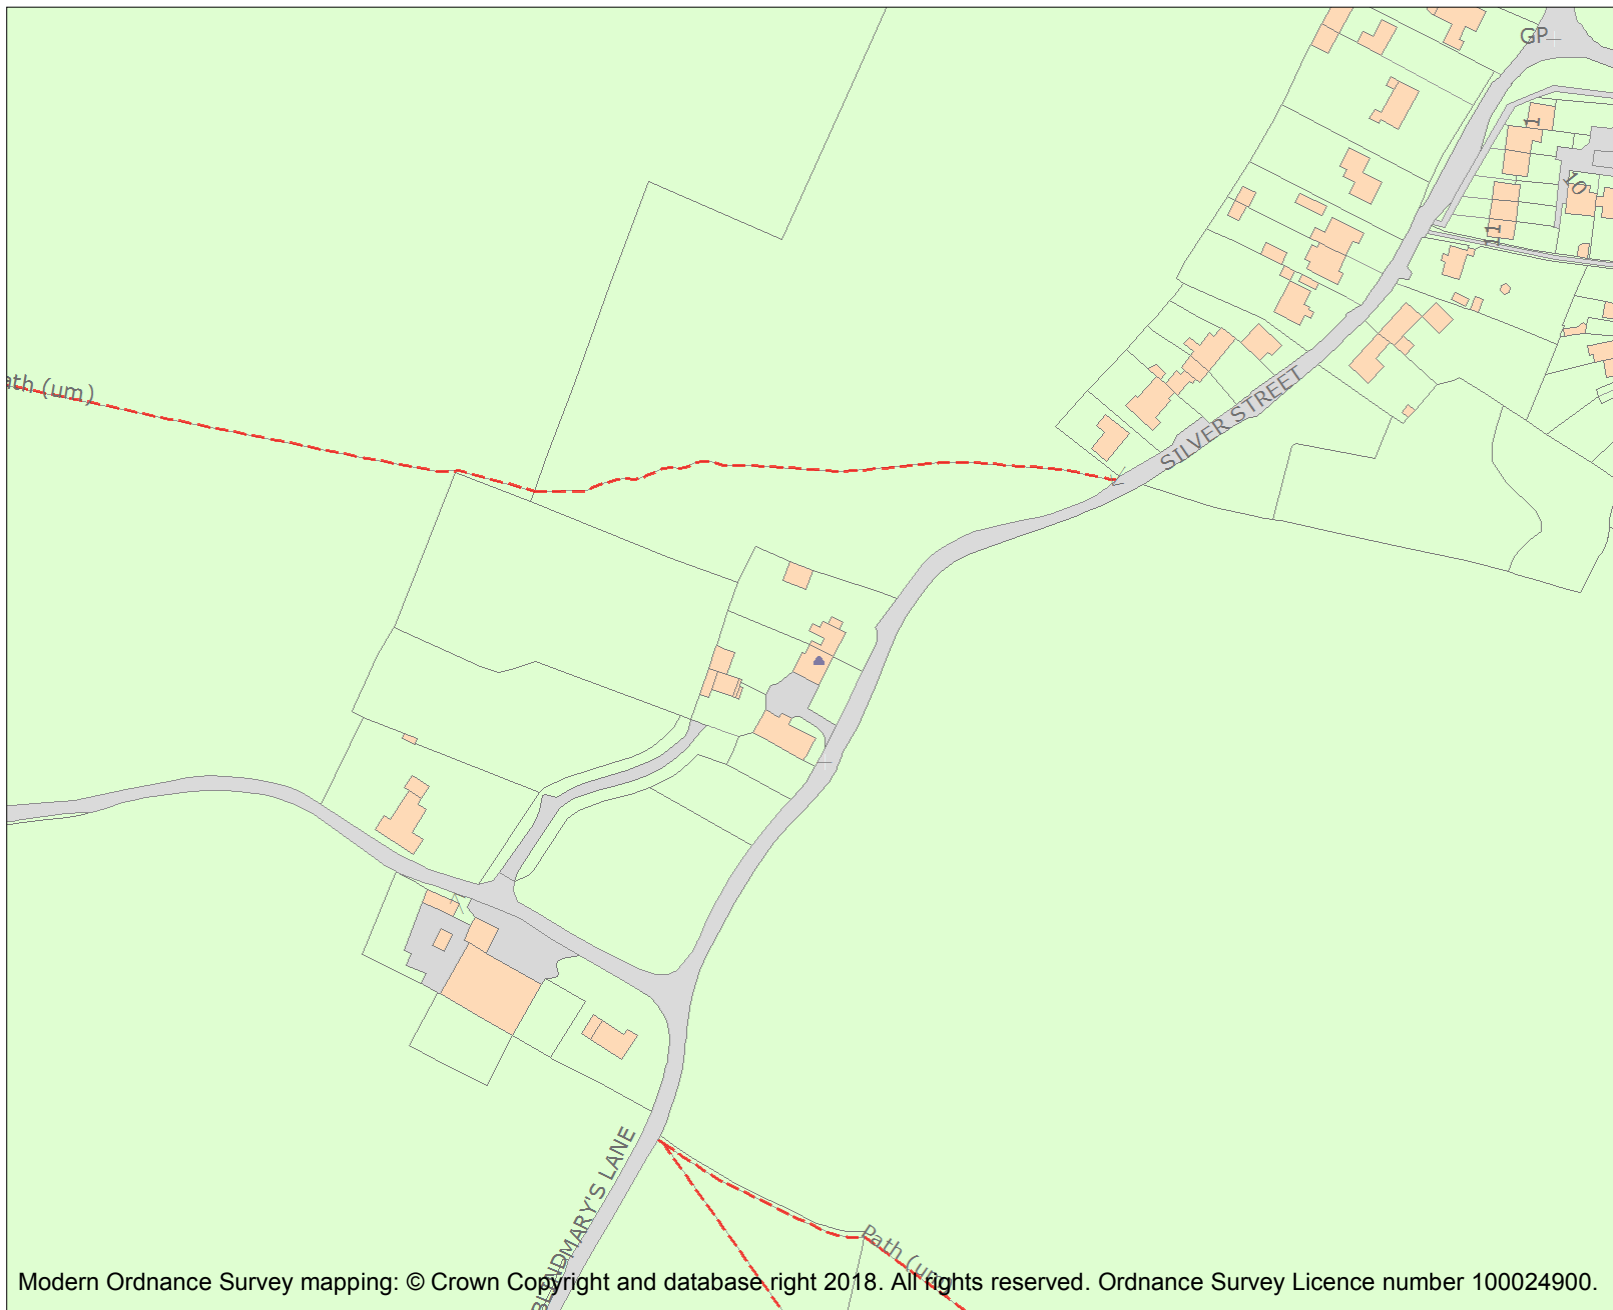 GP
1
10
11
ath (um)
SILVER STREET
BLINDMARY'S LANE
Path (um)
Modern Ordnance Survey mapping: © Crown Copyright and database right 2018. All rights reserved. Ordnance Survey Licence number 100024900.